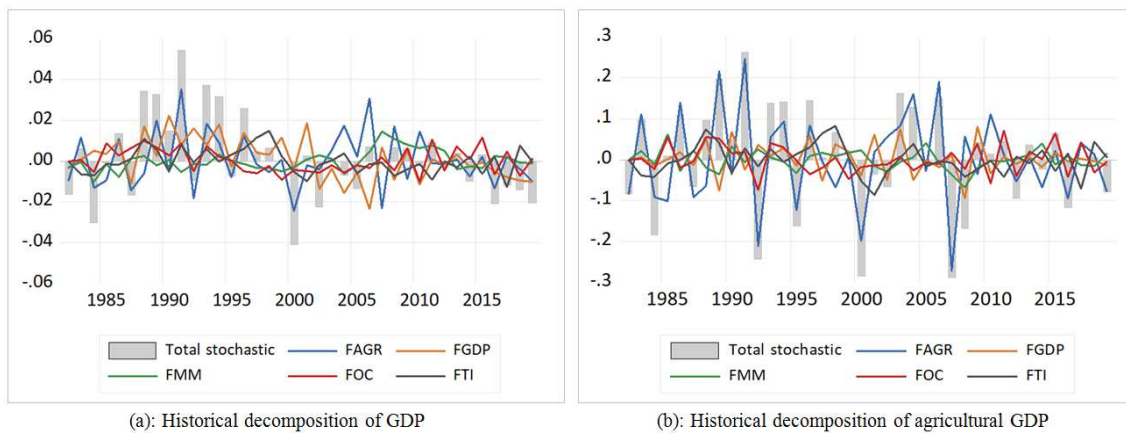 .06
.04
.02
.00
-.02
-.04
-.06
1985 1990 1995 2000 2005 2010 2015
Total stochastic FAGR FGDP
FMM FOC FTI
(a): Historical decomposition of GDP
.3
.2
.1
.0
-.1
-.2
-.3
1985 1990 1995 2000 2005 2010 2015
Total stochastic FAGR FGDP
FMM FOC FTI
(b): Historical decomposition of agricultural GDP